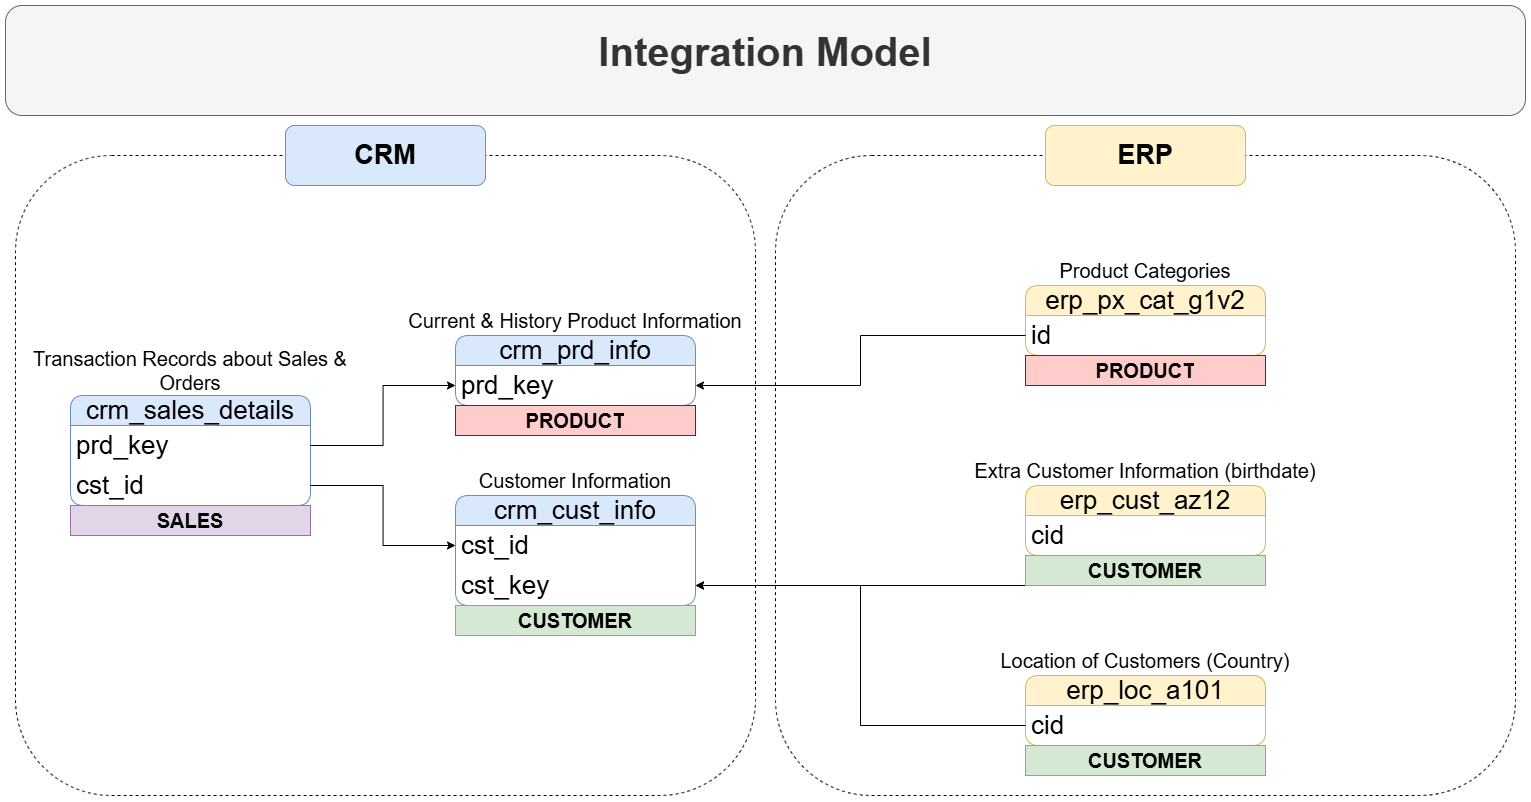 Integration Model
CRM
ERP
Transaction Records about Sales &
Orders
crm_sales_details
prd_key
cst_id
SALES
Current & History Product Information
crm_prd_info
prd_key
PRODUCT
Customer Information
crm_cust_info
cst_id
cst_key
CUSTOMER
Product Categories
erp_px_cat_g1v2
id
PRODUCT
Extra Customer Information (birthdate)
erp_cust_az12
cid
CUSTOMER
Location of Customers (Country)
erp_loc_a101
cid
CUSTOMER